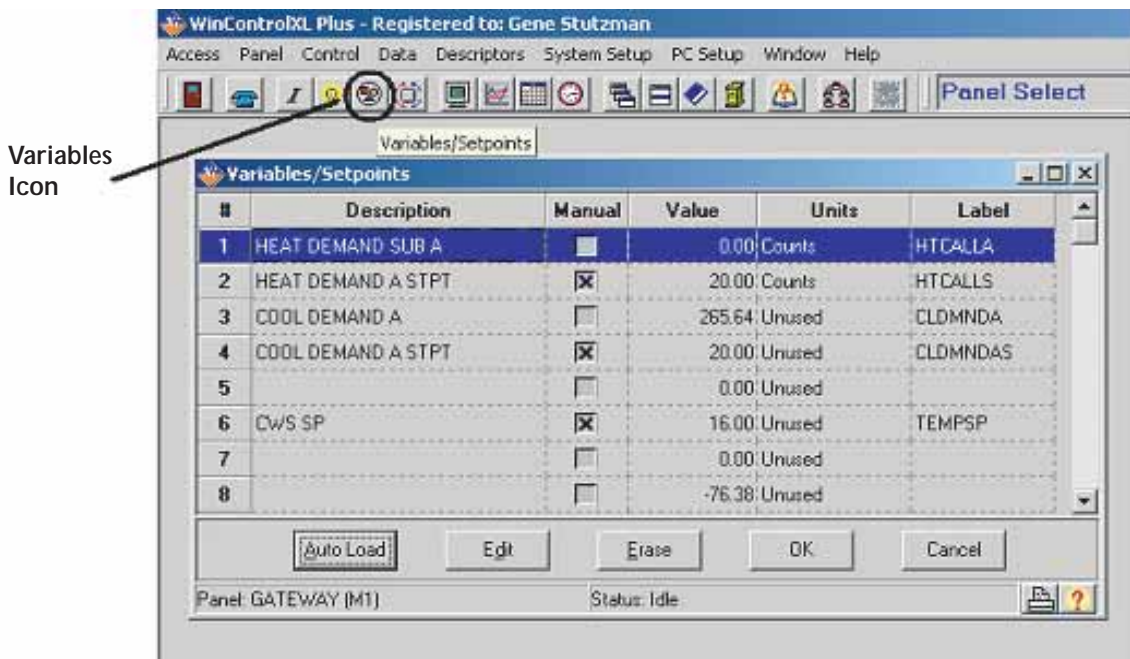 WinControlXL Plus - Registered to: Gene Stutzman
Access Panel Control Data Descriptors System Setup PC Setup Window Help
Panel Select
Variables/Setpoints
Variables
Icon
Variables/Setpoints
# Description Manual Value Units Label
1 HEAT DEMAND SUB A 0.00 Counts HTCALLA
2 HEAT DEMAND A STPT 20.00 Counts HTCALLS
3 COOL DEMAND A 265.64 Unused CLDMNDA
4 COOL DEMAND A STPT 20.00 Unused CLDMNDAS
5 0.00 Unused
6 CWS SP 16.00 Unused TEMPSP
7 0.00 Unused
8 -76.38 Unused
Auto Load Edit Erase OK Cancel
Panel: GATEWAY (M1) Status: Idle